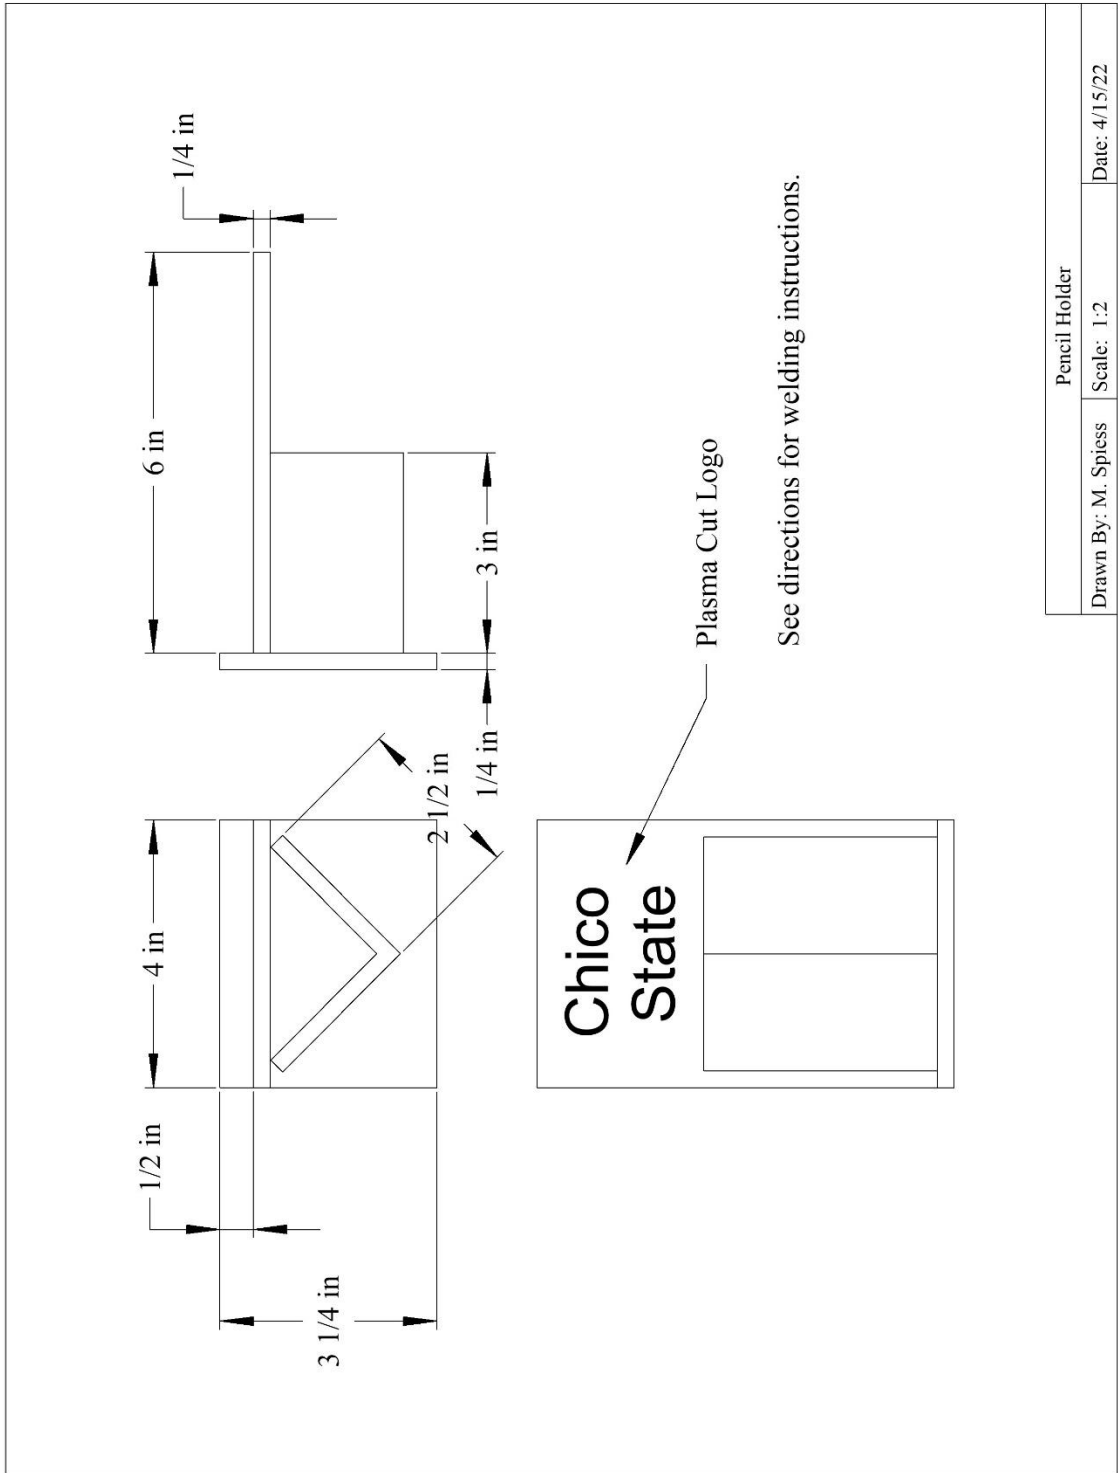 1/4 in
6 in
3 in
1/4 in
4 in
2 1/2 in
1/2 in
3 1/4 in
Chico
State
Plasma Cut Logo
See directions for welding instructions.
Pencil Holder
Drawn By: M. Spiess
Scale: 1:2
Date: 4/15/22